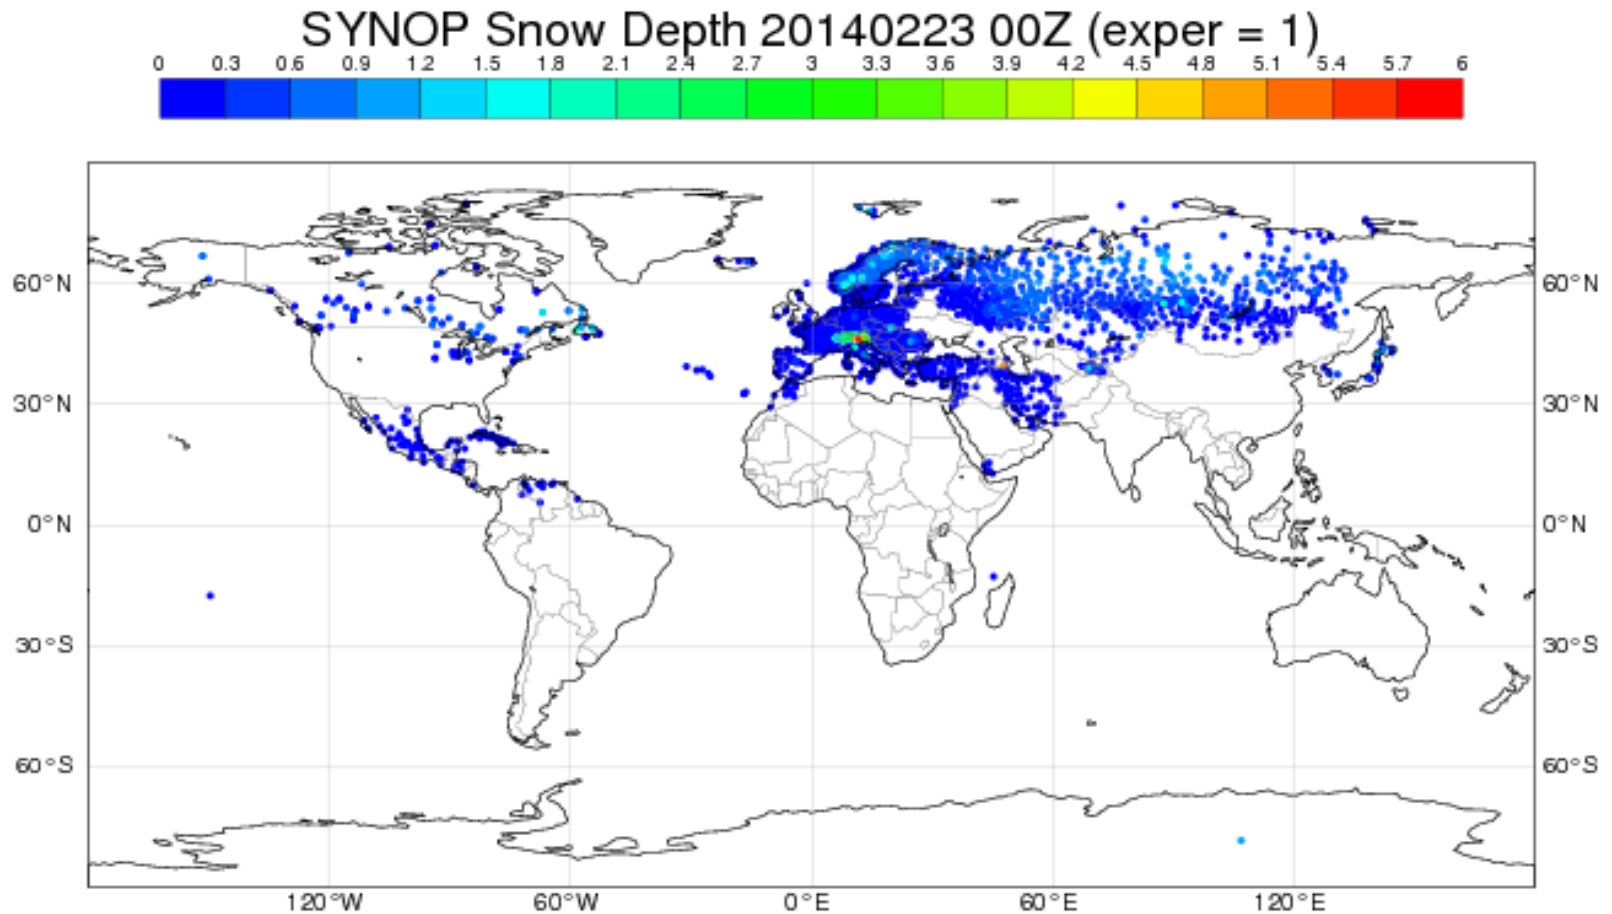 SYNOP Snow Depth 20140223 00Z (exper = 1)
0 0.3 0.6 0.9 1.2 1.5 1.8 2.1 2.4 2.7 3 3.3 3.6 3.9 4.2 4.5 4.8 5.1 5.4 5.7 6
60°N 60°N
30°N 30°N
0°N 0°N
30°S 30°S
60°S 60°S
120°W 60°W 0°E 60°E 120°E